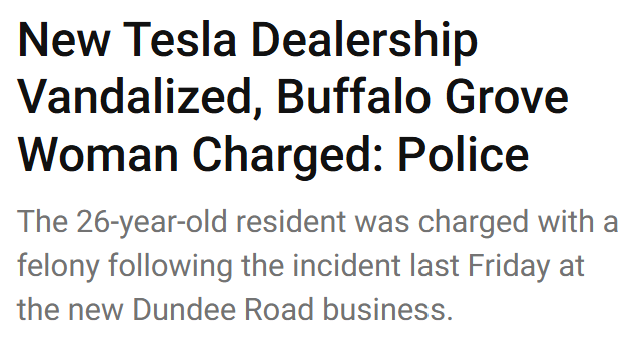 New Tesla Dealership
Vandalized, Buffalo Grove
Woman Charged: Police
The 26-year-old resident was charged with a
felony following the incident last Friday at
the new Dundee Road business.